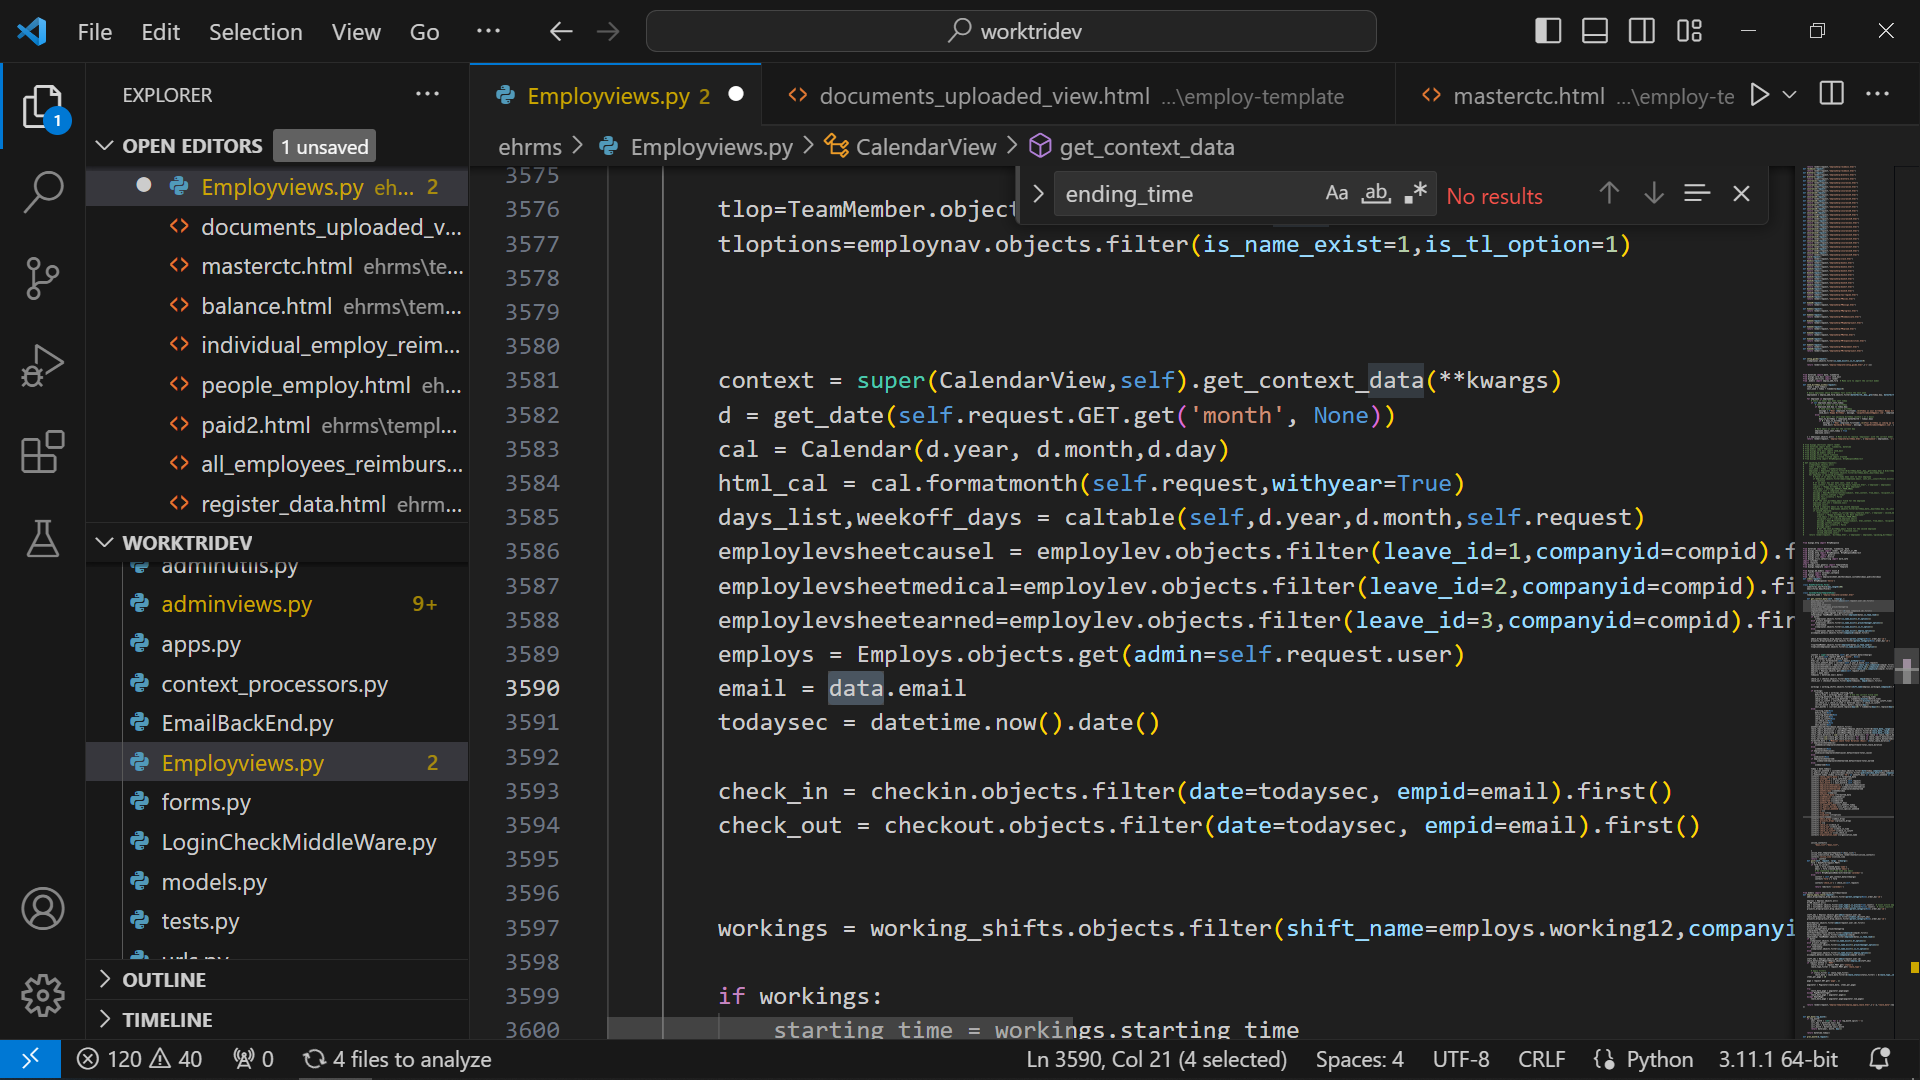 File Edit Selection View Go ··· worktridev
EXPLORER ···
OPEN EDITORS 1 unsaved
Employviews.py eh... 2
documents_uploaded_v...
masterctc.html ehrms\te...
balance.html ehrms\tem...
individual_employ_reim...
people_employ.html eh...
paid2.html ehrms\templ...
all_employees_reimburs...
register_data.html ehrm...
WORKTRIDEV
adminutils.py
adminviews.py 9+
apps.py
context_processors.py
EmailBackEnd.py
Employviews.py 2
forms.py
LoginCheckMiddleWare.py
models.py
tests.py
urls.py
OUTLINE
TIMELINE
1
Employviews.py 2 documents_uploaded_view.html ...\employ-template masterctc.html ...\employ-te ···
ehrms > Employviews.py > CalendarView > get_context_data
ending_time Aa ab .* No results
3575
3576 tlop=TeamMember.object
3577 tloptions=employnav.objects.filter(is_name_exist=1,is_tl_option=1)
3578
3579
3580
3581 context = super(CalendarView,self).get_context_data(**kwargs)
3582 d = get_date(self.request.GET.get('month', None))
3583 cal = Calendar(d.year, d.month,d.day)
3584 html_cal = cal.formatmonth(self.request,withyear=True)
3585 days_list,weekoff_days = caltable(self,d.year,d.month,self.request)
3586 employlevsheetcausel = employlev.objects.filter(leave_id=1,companyid=compid).f
3587 employlevsheetmedical=employlev.objects.filter(leave_id=2,companyid=compid).fi
3588 employlevsheetearned=employlev.objects.filter(leave_id=3,companyid=compid).fir
3589 employs = Employs.objects.get(admin=self.request.user)
3590 email = data.email
3591 todaysec = datetime.now().date()
3592
3593 check_in = checkin.objects.filter(date=todaysec, empid=email).first()
3594 check_out = checkout.objects.filter(date=todaysec, empid=email).first()
3595
3596
3597 workings = working_shifts.objects.filter(shift_name=employs.working12,companyi
3598
3599 if workings:
3600 starting_time = workings.starting_time
120 40 0 4 files to analyze Ln 3590, Col 21 (4 selected) Spaces: 4 UTF-8 CRLF {} Python 3.11.1 64-bit